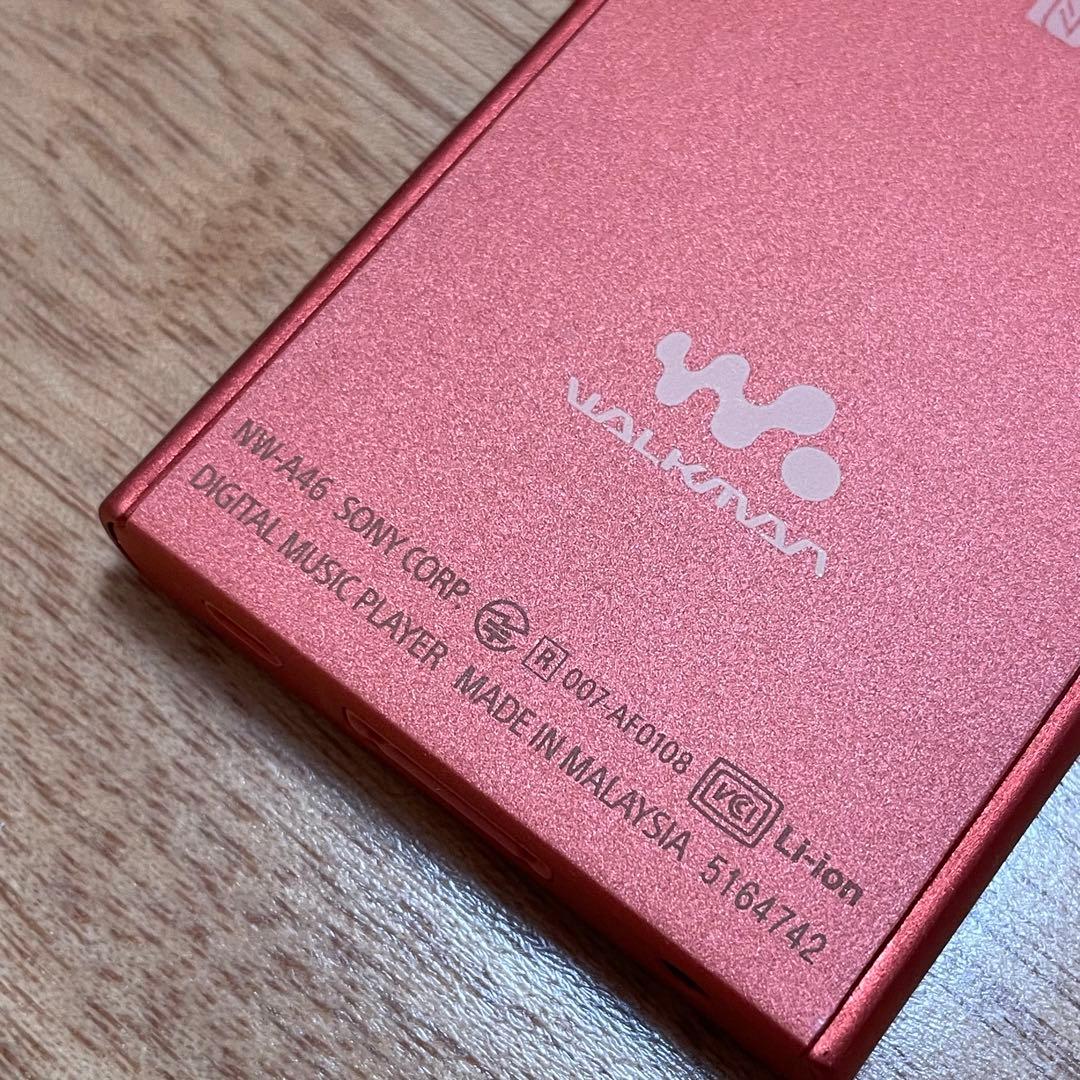 WALKMAN
NW-A46 SONY CORP. R 007-AF0108 VCI Li-ion
DIGITAL MUSIC PLAYER MADE IN MALAYSIA 5164742